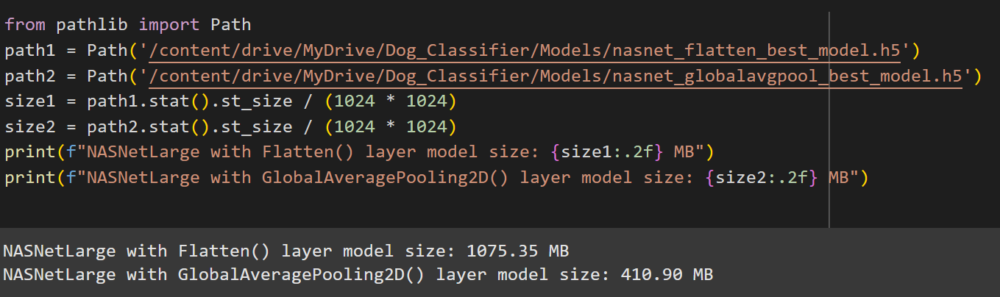 from pathlib import Path
path1 = Path('/content/drive/MyDrive/Dog_Classifier/Models/nasnet_flatten_best_model.h5')
path2 = Path('/content/drive/MyDrive/Dog_Classifier/Models/nasnet_globalavgpool_best_model.h5')
size1 = path1.stat().st_size / (1024 * 1024)
size2 = path2.stat().st_size / (1024 * 1024)
print(f"NASNetLarge with Flatten() layer model size: {size1:.2f} MB")
print(f"NASNetLarge with GlobalAveragePooling2D() layer model size: {size2:.2f} MB")
NASNetLarge with Flatten() layer model size: 1075.35 MB
NASNetLarge with GlobalAveragePooling2D() layer model size: 410.90 MB